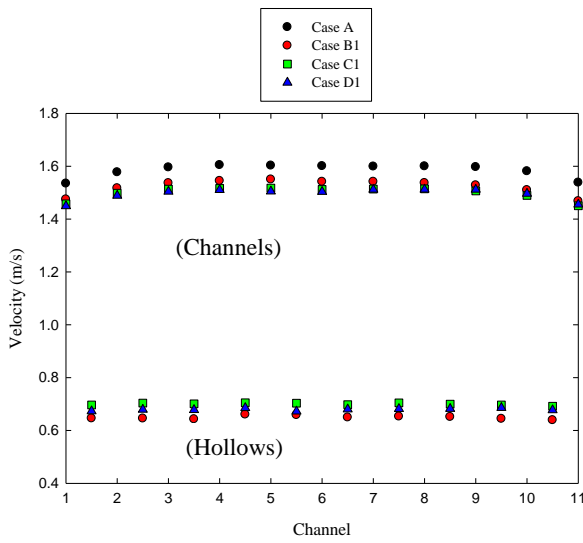 Case A
Case B1
Case C1
Case D1
1.8
1.6
1.4
1.2
1.0
0.8
0.6
0.4
Velocity (m/s)
(Channels)
(Hollows)
1 2 3 4 5 6 7 8 9 10 11
Channel